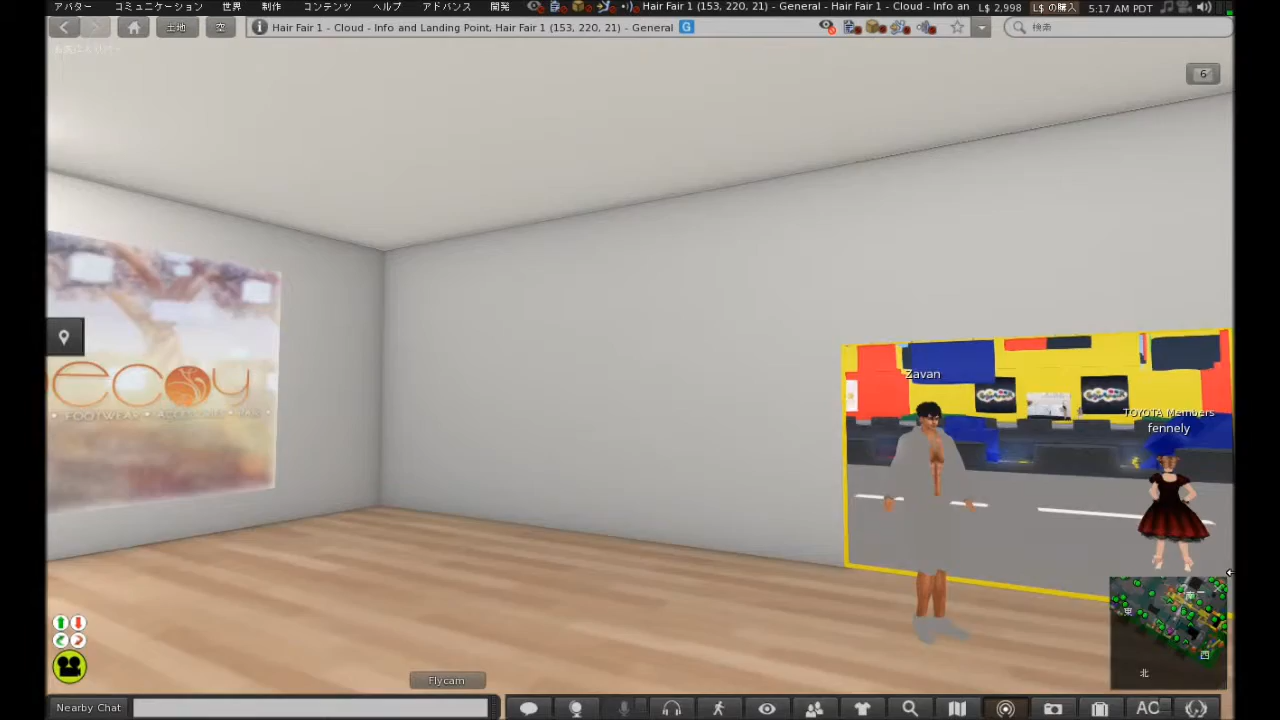 アバター コミュニケーション 世界 制作 コンテンツ ヘルプ アドバンス 開発 Hair Fair 1 (153, 220, 21) - General - Hair Fair 1 - Cloud - Info an L$ 2,998 L$ の購入 5:17 AM PDT
土地 空 Hair Fair 1 - Cloud - Info and Landing Point, Hair Fair 1 (153, 220, 21) - General G 検索
6
ecoy
• FOOTWEAR • ACCESSORIES • HAIR •
Zavan
TOYOTA Members
fennely
東
西
北
Flycam
Nearby Chat
AC